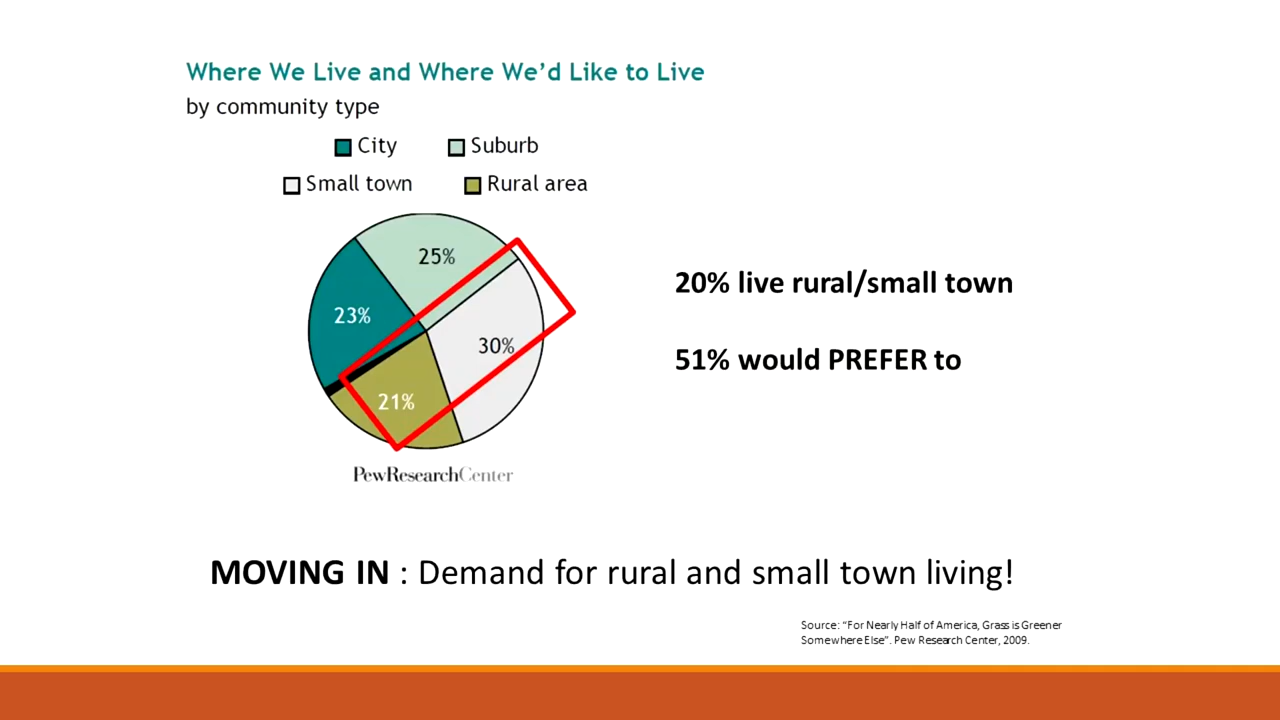 Where We Live and Where We’d Like to Live
by community type
City Suburb
Small town Rural area
25%
23%
30%
21%
PewResearchCenter
20% live rural/small town
51% would PREFER to
MOVING IN : Demand for rural and small town living!
Source: “For Nearly Half of America, Grass is Greener
Somewhere Else”. Pew Research Center, 2009.